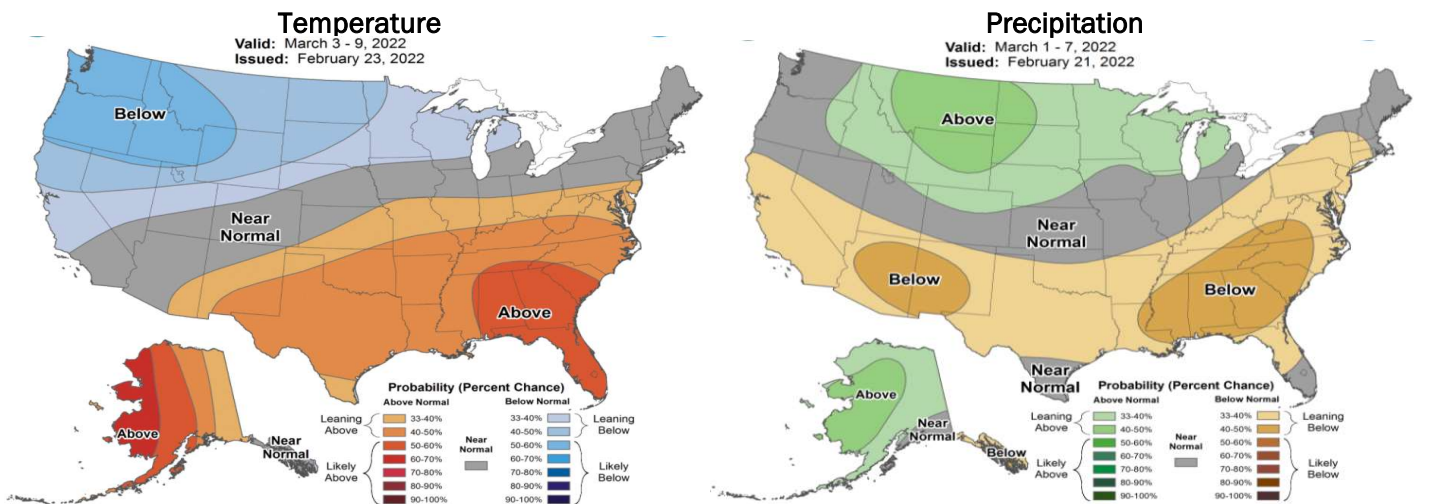 Temperature
Valid: March 3 - 9, 2022
Issued: February 23, 2022
Below
Near
Normal
Above
Above
Near
Normal
Probability (Percent Chance)
Above Normal
Below Normal
Leaning
Above
33-40%
40-50%
50-60%
60-70%
70-80%
80-90%
90-100%
Likely
Above
Near
Normal
33-40%
40-50%
50-60%
60-70%
70-80%
80-90%
90-100%
Leaning
Below
Likely
Below
Precipitation
Valid: March 1 - 7, 2022
Issued: February 21, 2022
Above
Near
Normal
Below
Below
Near
Normal
Above
Near
Normal
Below
Probability (Percent Chance)
Above Normal
Below Normal
Leaning
Above
33-40%
40-50%
50-60%
60-70%
70-80%
80-90%
90-100%
Likely
Above
Near
Normal
33-40%
40-50%
50-60%
60-70%
70-80%
80-90%
90-100%
Leaning
Below
Likely
Below